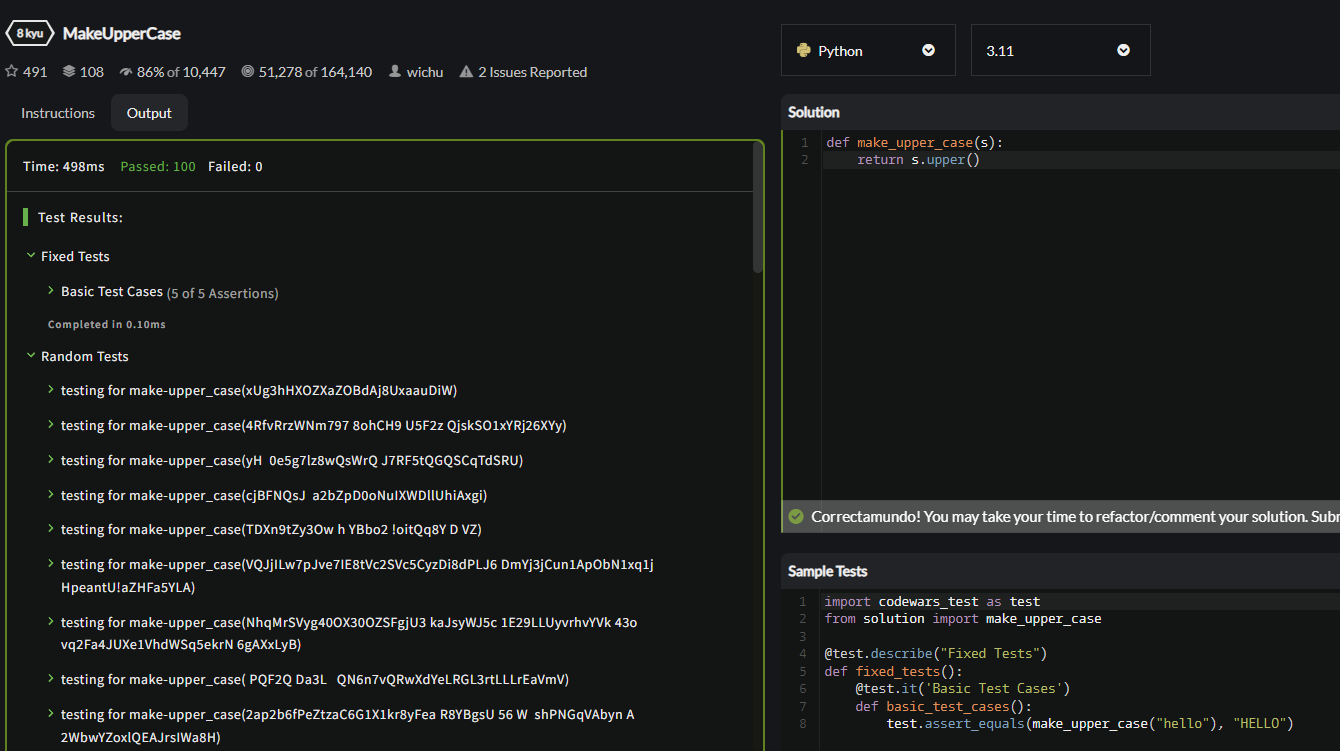 8 kyu MakeUpperCase
491 108 86% of 10,447 51,278 of 164,140 wichu 2 Issues Reported
Instructions Output
Time: 498ms Passed: 100 Failed: 0
Test Results:
Fixed Tests
Basic Test Cases (5 of 5 Assertions)
Completed in 0.10ms
Random Tests
testing for make-upper_case(xUg3hHXOZXaZOBdAj8UxaauDiW)
testing for make-upper_case(4RfvRrzWNm797 8ohCH9 U5F2z QjskSO1xYRj26XYy)
testing for make-upper_case(yH  0e5g7lz8wQsWrQ J7RF5tQGQSCqTdSRU)
testing for make-upper_case(cjBFNQsJ  a2bZpD0oNuIXWDllUhiAxgi)
testing for make-upper_case(TDXn9tZy3Ow h YBbo2 !oitQq8Y D VZ)
testing for make-upper_case(VQJjILw7pJve7IE8tVc2SVc5CyzDi8dPLJ6 DmYj3jCun1ApObN1xq1j
HpeantU!aZHFa5YLA)
testing for make-upper_case(NhqMrSVyg40OX30OZSFgjU3 kaJsyWJ5c 1E29LLUyvrhvYVk 43o
vq2Fa4JUXe1VhdWSq5ekrN 6gAXxLyB)
testing for make-upper_case( PQF2Q Da3L   QN6n7vQRwXdYeLRGL3rtLLLrEaVmV)
testing for make-upper_case(2ap2b6fPeZtzaC6G1X1kr8yFea R8YBgsU 56 W  shPNGqVAbyn A
2WbwYZoxlQEAJrsIWa8H)
Python 3.11
Solution
1 def make_upper_case(s):
2     return s.upper()
Correctamundo! You may take your time to refactor/comment your solution. Subm
Sample Tests
1 import codewars_test as test
2 from solution import make_upper_case
3
4 @test.describe("Fixed Tests")
5 def fixed_tests():
6     @test.it('Basic Test Cases')
7     def basic_test_cases():
8         test.assert_equals(make_upper_case("hello"), "HELLO")